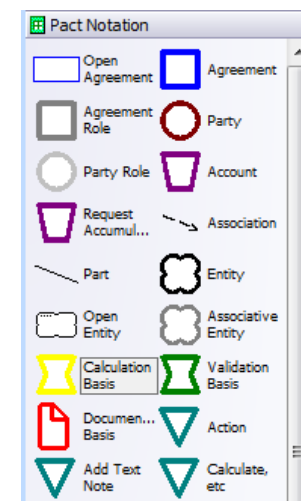 Pact Notation
Open Agreement
Agreement
Agreement Role
Party
Party Role
Account
Request Accumul...
Association
Part
Entity
Open Entity
Associative Entity
Calculation Basis
Validation Basis
Documen... Basis
Action
Add Text Note
Calculate, etc